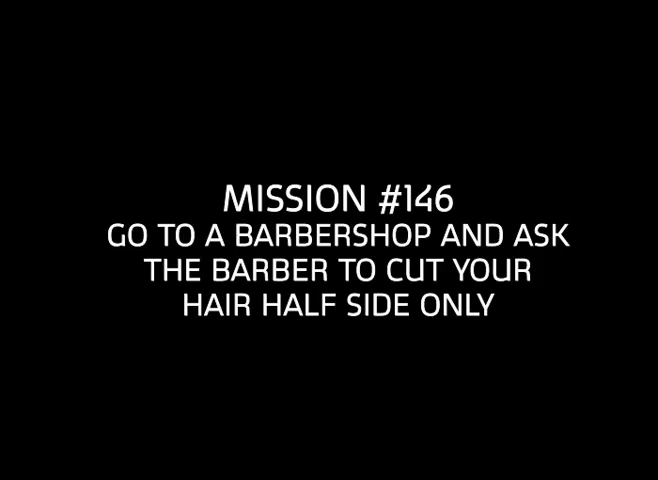 MISSION #146
GO TO A BARBERSHOP AND ASK
THE BARBER TO CUT YOUR
HAIR HALF SIDE ONLY